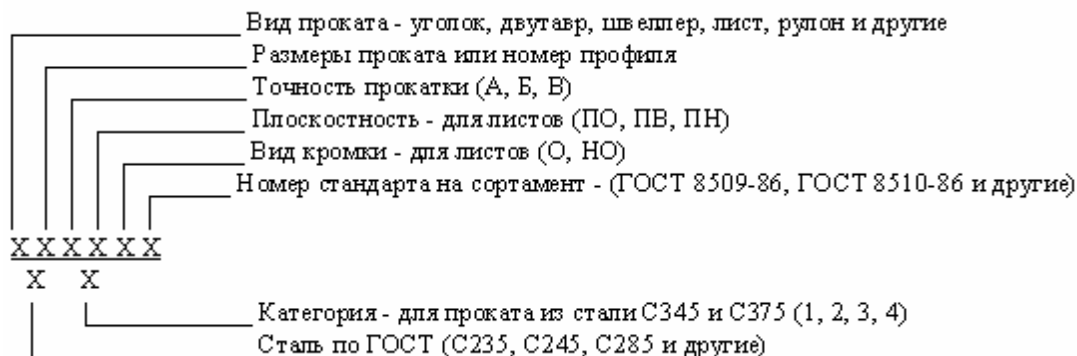 Вид проката - уголок, двутавр, швеллер, лист, рулон и другие
Размеры проката или номер профиля
Точность прокатки (А, Б, В)
Плоскостность - для листов (ПО, ПВ, ПН)
Вид кромки - для листов (О, НО)
Номер стандарта на сортамент - (ГОСТ 8509-86, ГОСТ 8510-86 и другие)
Х Х Х Х Х Х
Х Х
Категория - для проката из стали С345 и С375 (1, 2, 3, 4)
Сталь по ГОСТ (С235, С245, С285 и другие)